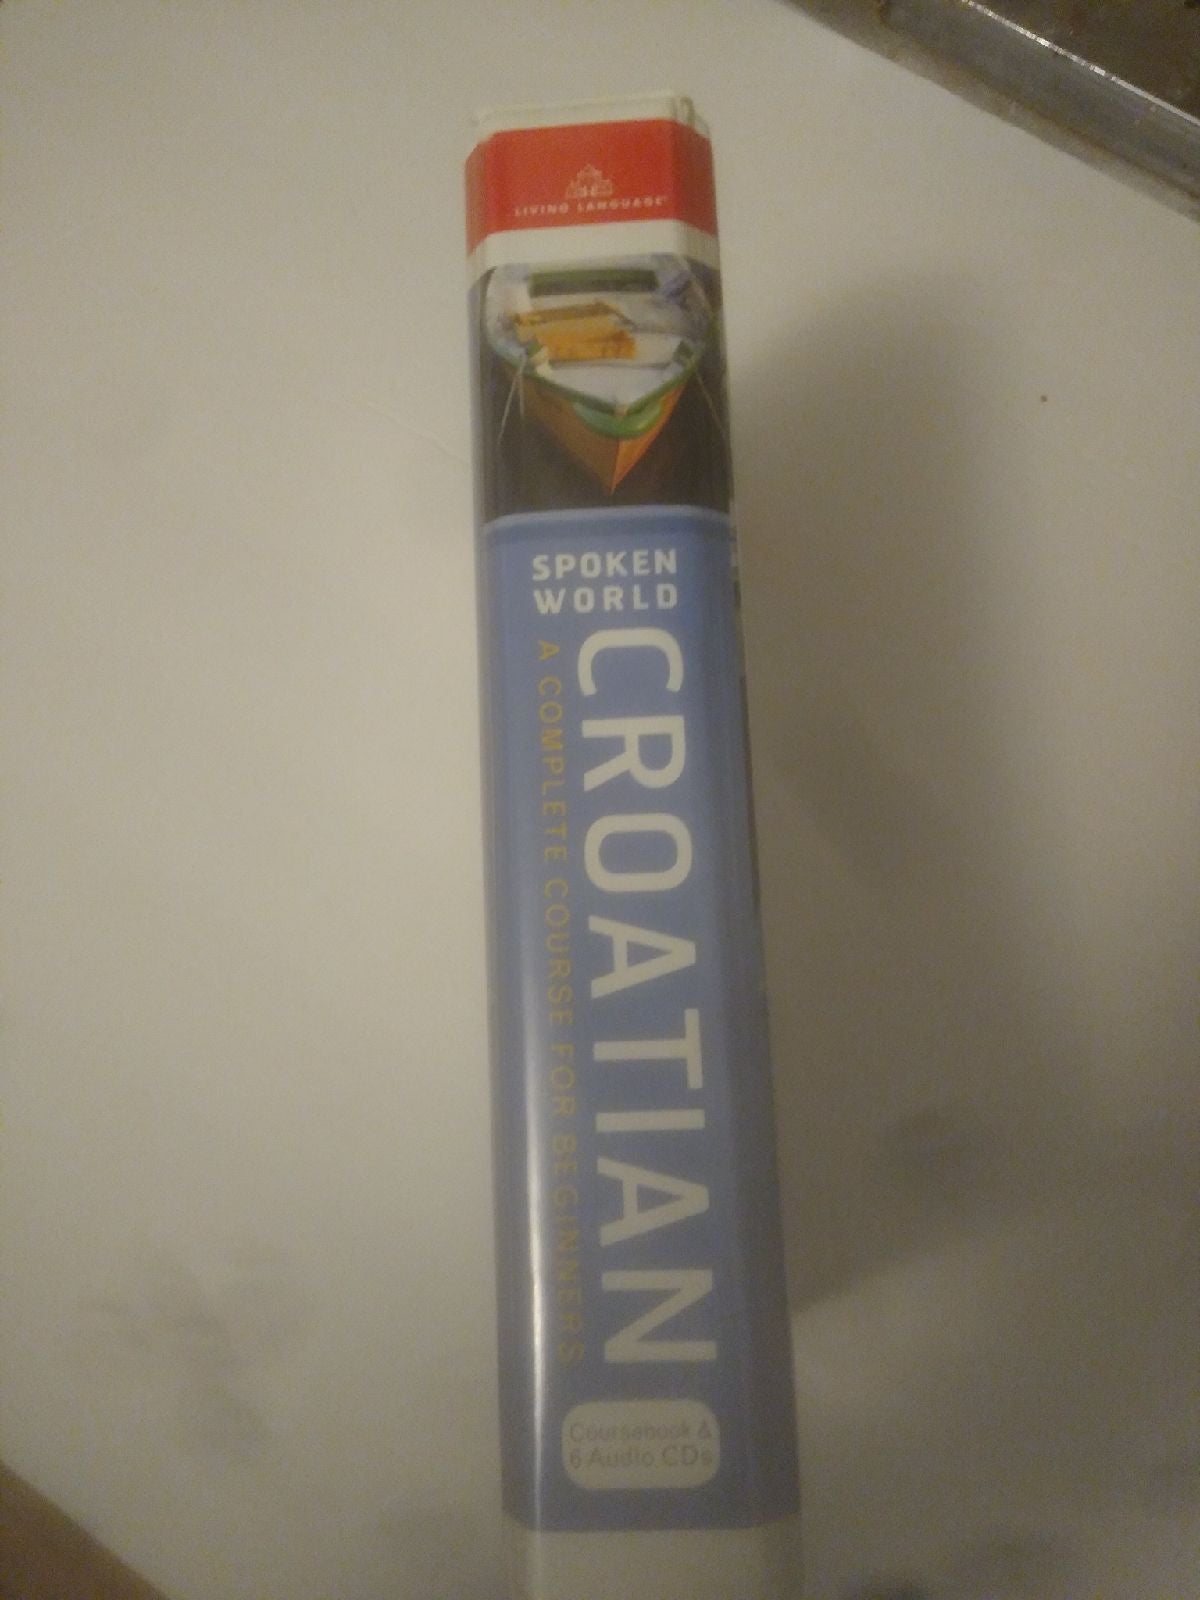 LIVING LANGUAGE
SPOKEN
WORLD
CROATIAN
A COMPLETE COURSE FOR BEGINNERS
Coursebook &
6 Audio CDs